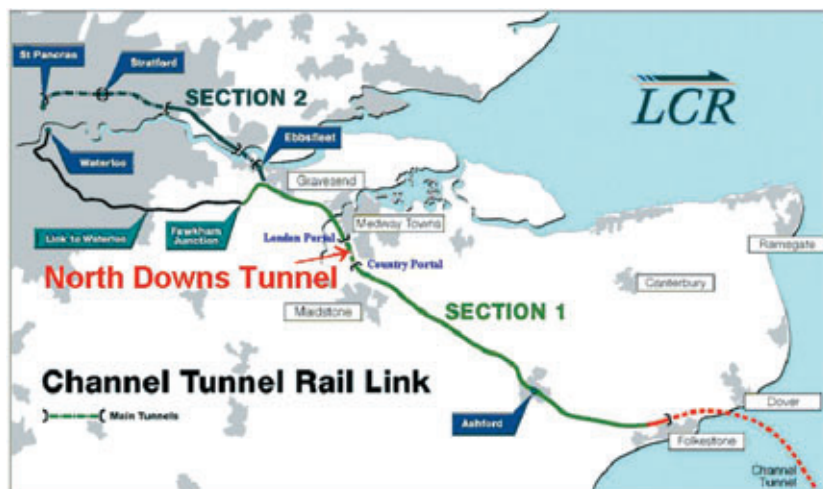 St Pancras
Stratford
SECTION 2
LCR
Ebbsfleet
Waterloo
Gravesend
Medway Towns
Link to Waterloo
Fawkham
Junction
London Portal
Ramsgate
North Downs Tunnel
Country Portal
Canterbury
Maidstone
SECTION 1
Channel Tunnel Rail Link
Main Tunnels
Ashford
Dover
Folkestone
Channel
Tunnel